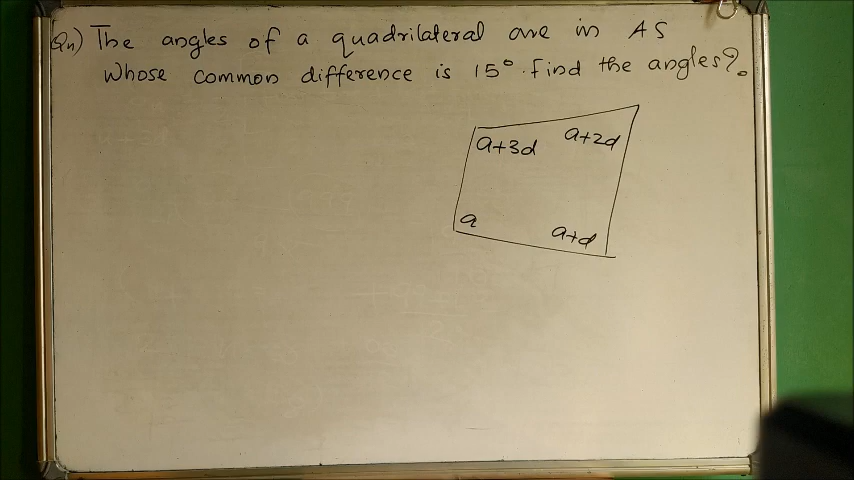 Qn) The angles of a quadrilateral are in AS
Whose common difference is 15°. Find the angles?.
a+3d a+2d
a a+d